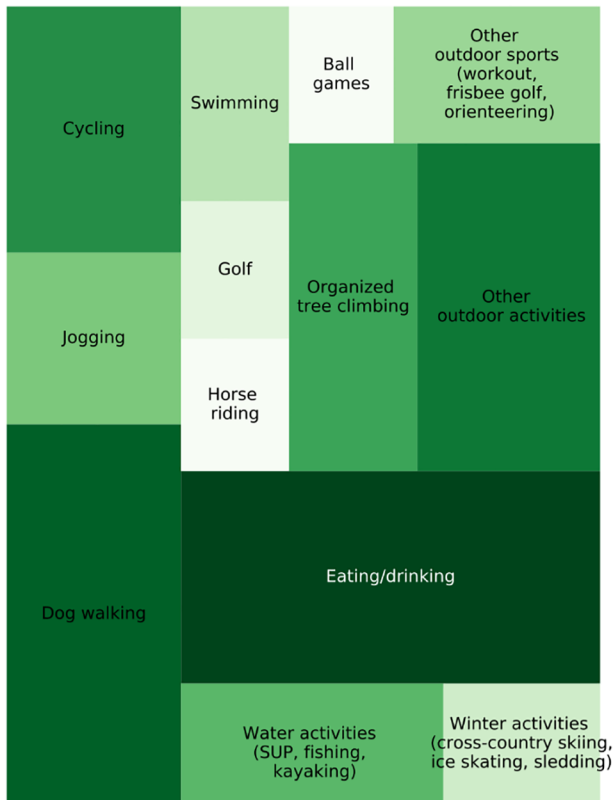 Cycling
Swimming
Ball
games
Other
outdoor sports
(workout,
frisbee golf,
orienteering)
Jogging
Golf
Horse
riding
Organized
tree climbing
Other
outdoor activities
Dog walking
Eating/drinking
Water activities
(SUP, fishing,
kayaking)
Winter activities
(cross-country skiing,
ice skating, sledding)